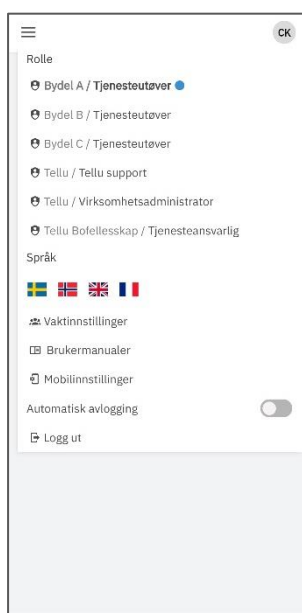 CK
Rolle
Bydel A / Tjenesteutøver
Bydel B / Tjenesteutøver
Bydel C / Tjenesteutøver
Tellu / Tellu support
Tellu / Virksomhetsadministrator
Tellu Bofellesskap / Tjenesteansvarlig
Språk
Vaktinnstillinger
Brukermanualer
Mobilinnstillinger
Automatisk avlogging
Logg ut